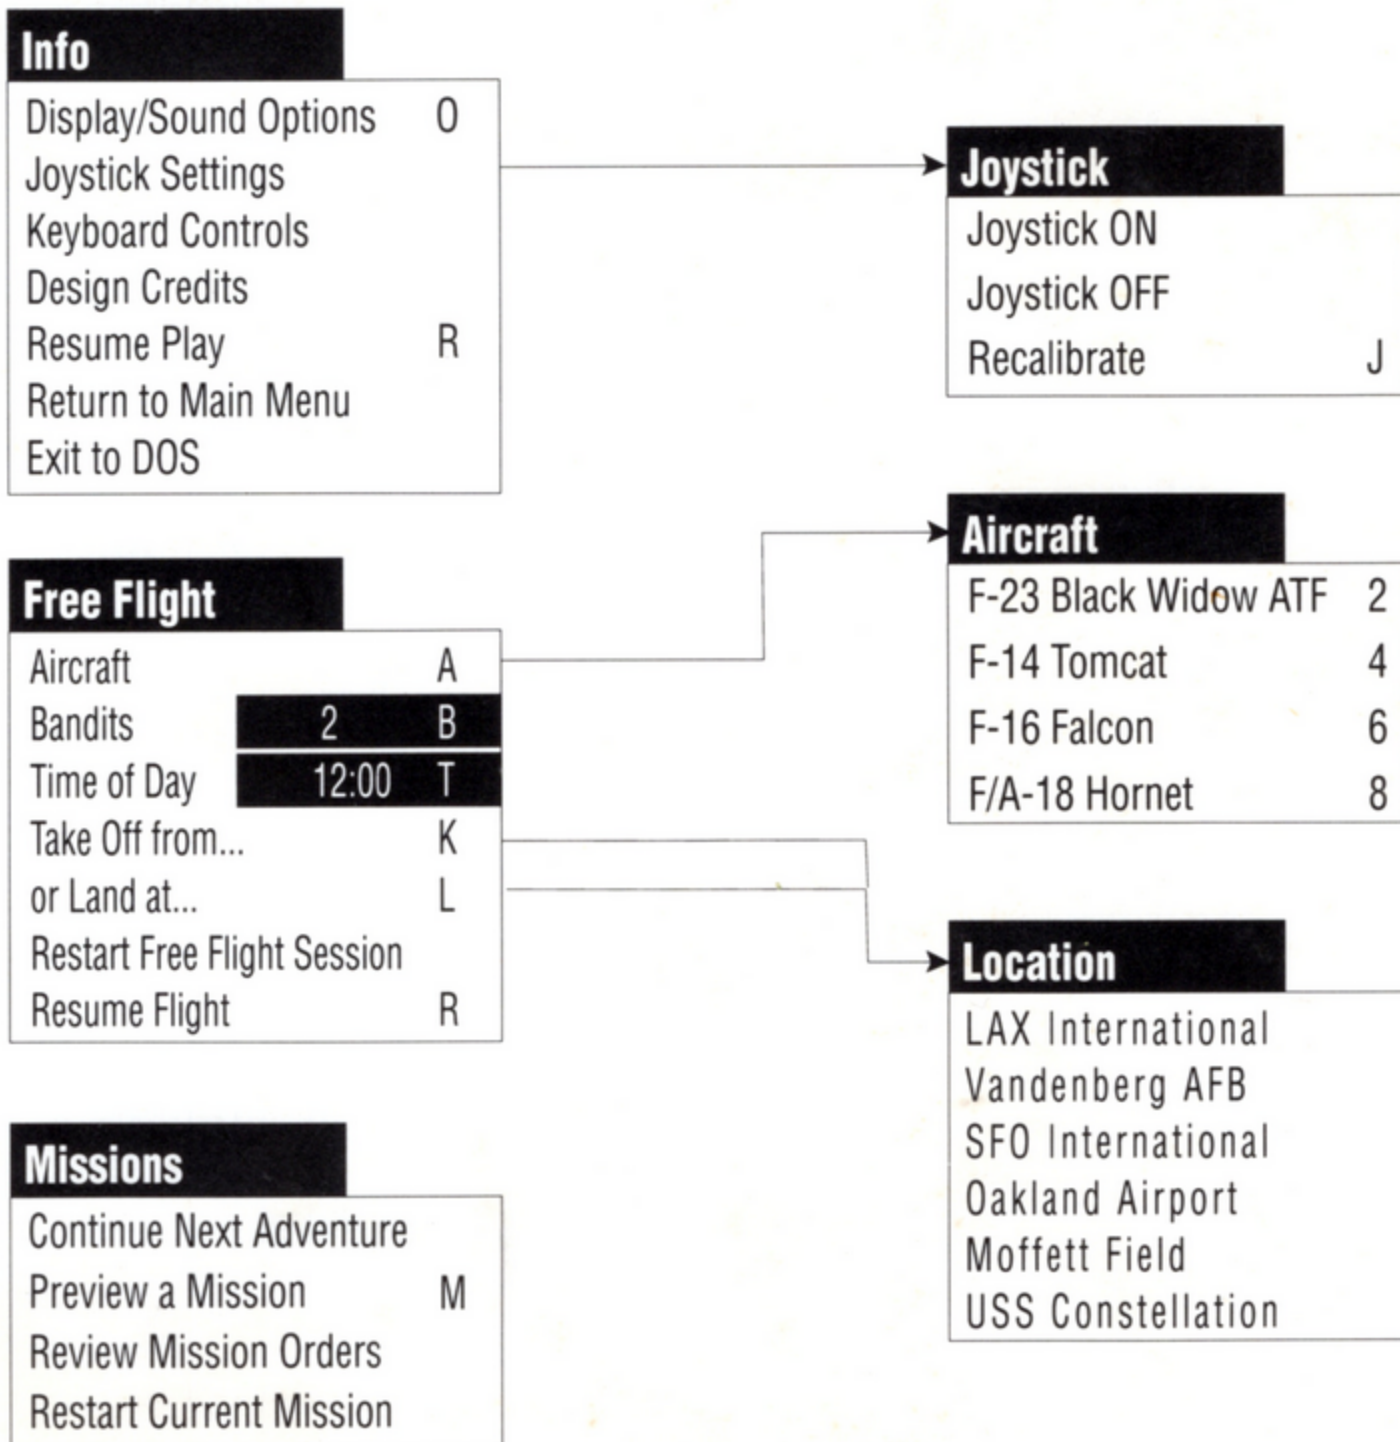 Info
Display/Sound Options O
Joystick Settings
Keyboard Controls
Design Credits
Resume Play R
Return to Main Menu
Exit to DOS
Joystick
Joystick ON
Joystick OFF
Recalibrate J
Free Flight
Aircraft A
Bandits 2 B
Time of Day 12:00 T
Take Off from... K
or Land at... L
Restart Free Flight Session
Resume Flight R
Aircraft
F-23 Black Widow ATF 2
F-14 Tomcat 4
F-16 Falcon 6
F/A-18 Hornet 8
Location
LAX International
Vandenberg AFB
SFO International
Oakland Airport
Moffett Field
USS Constellation
Missions
Continue Next Adventure
Preview a Mission M
Review Mission Orders
Restart Current Mission